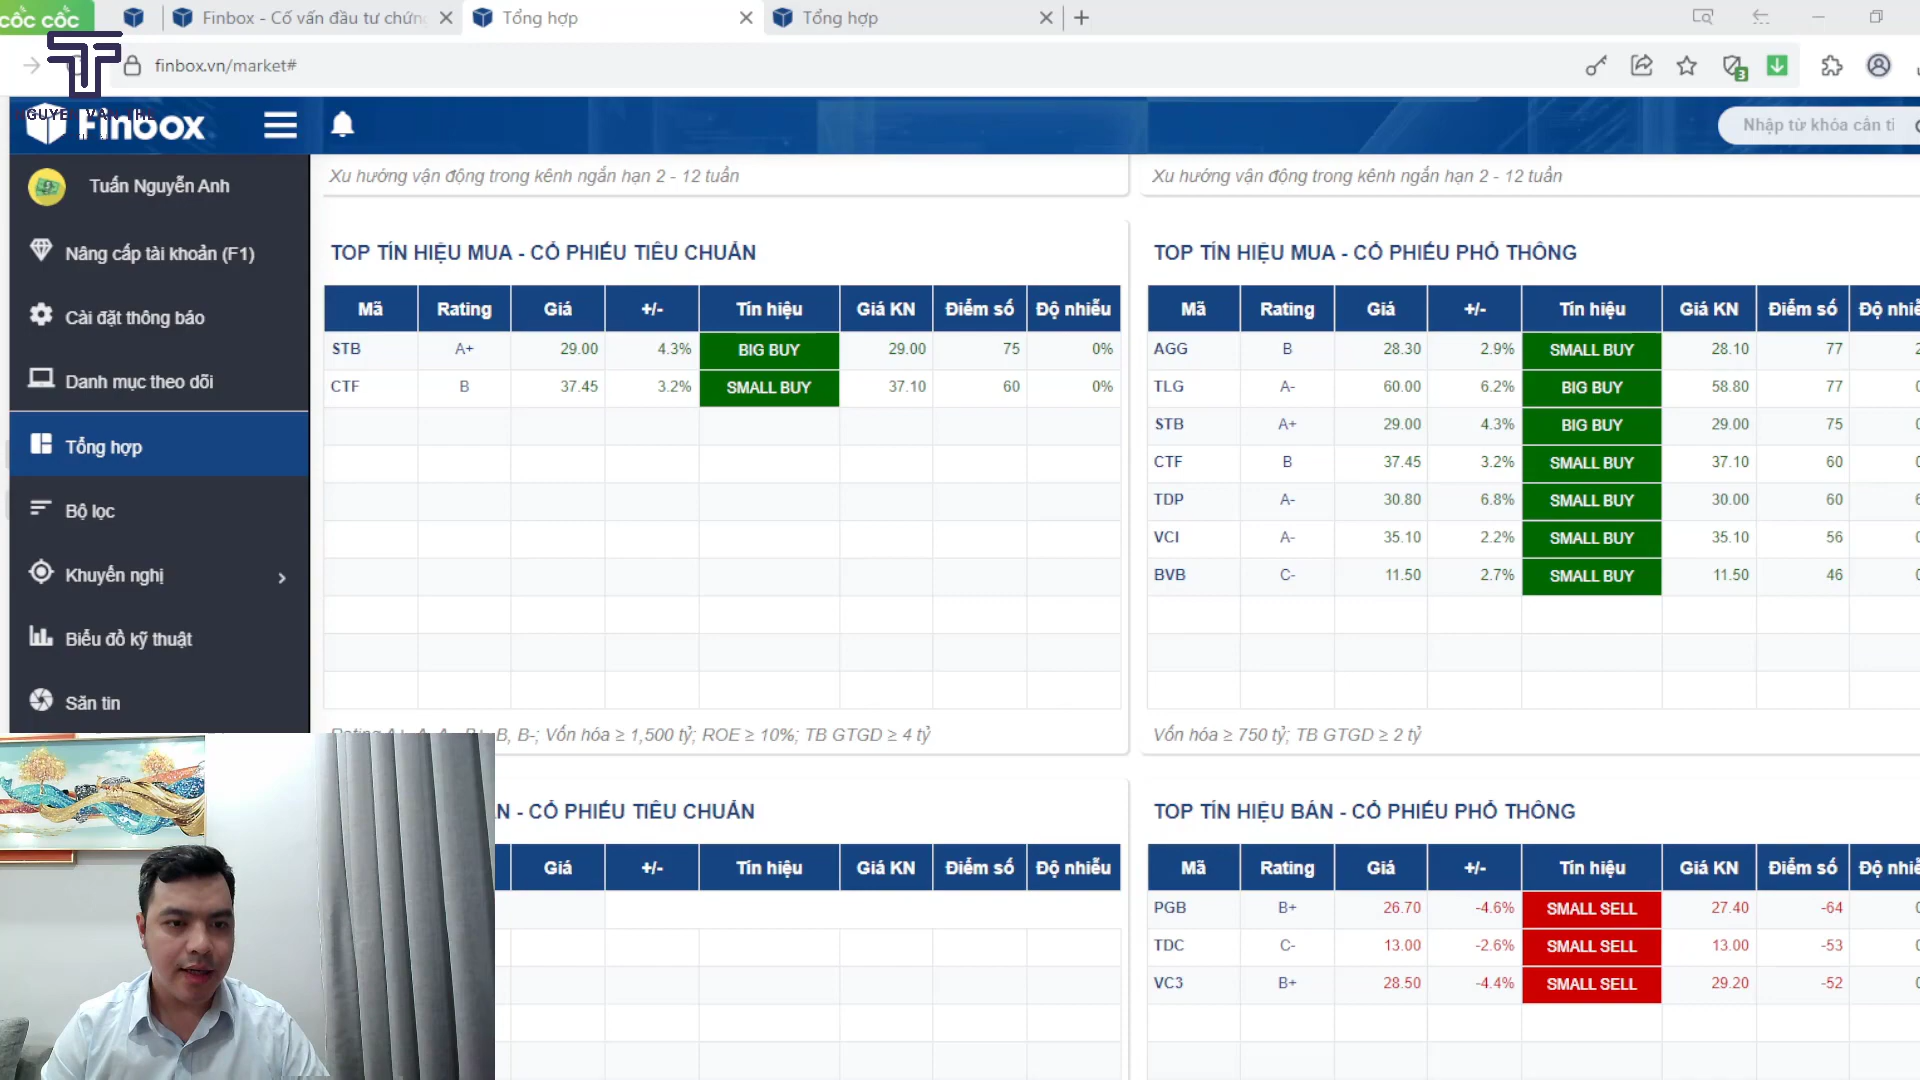 cốc cốc
Finbox - Cố vấn đầu tư chứn
Tổng hợp
Tổng hợp
finbox.vn/market#
3
Finbox
Nhập từ khóa cần tì
Tuấn Nguyễn Anh
Nâng cấp tài khoản (F1)
Cài đặt thông báo
Danh mục theo dõi
Tổng hợp
Bộ lọc
Khuyến nghị
Biểu đồ kỹ thuật
Săn tin
Xu hướng vận động trong kênh ngắn hạn 2 - 12 tuần
TOP TÍN HIỆU MUA - CỔ PHIẾU TIÊU CHUẨN
Mã Rating Giá +/- Tín hiệu Giá KN Điểm số Độ nhiễu
STB A+ 29.00 4.3% BIG BUY 29.00 75 0%
CTF B 37.45 3.2% SMALL BUY 37.10 60 0%
B, B-; Vốn hóa ≥ 1,500 tỷ; ROE ≥ 10%; TB GTGD ≥ 4 tỷ
Xu hướng vận động trong kênh ngắn hạn 2 - 12 tuần
TOP TÍN HIỆU MUA - CỔ PHIẾU PHỔ THÔNG
Mã Rating Giá +/- Tín hiệu Giá KN Điểm số Độ nhiễ
AGG B 28.30 2.9% SMALL BUY 28.10 77
TLG A- 60.00 6.2% BIG BUY 58.80 77
STB A+ 29.00 4.3% BIG BUY 29.00 75
CTF B 37.45 3.2% SMALL BUY 37.10 60
TDP A- 30.80 6.8% SMALL BUY 30.00 60
VCI A- 35.10 2.2% SMALL BUY 35.10 56
BVB C- 11.50 2.7% SMALL BUY 11.50 46
Vốn hóa ≥ 750 tỷ; TB GTGD ≥ 2 tỷ
- CỔ PHIẾU TIÊU CHUẨN
Giá +/- Tín hiệu Giá KN Điểm số Độ nhiễu
TOP TÍN HIỆU BÁN - CỔ PHIẾU PHỔ THÔNG
Mã Rating Giá +/- Tín hiệu Giá KN Điểm số Độ nhiễ
PGB B+ 26.70 -4.6% SMALL SELL 27.40 -64
TDC C- 13.00 -2.6% SMALL SELL 13.00 -53
VC3 B+ 28.50 -4.4% SMALL SELL 29.20 -52